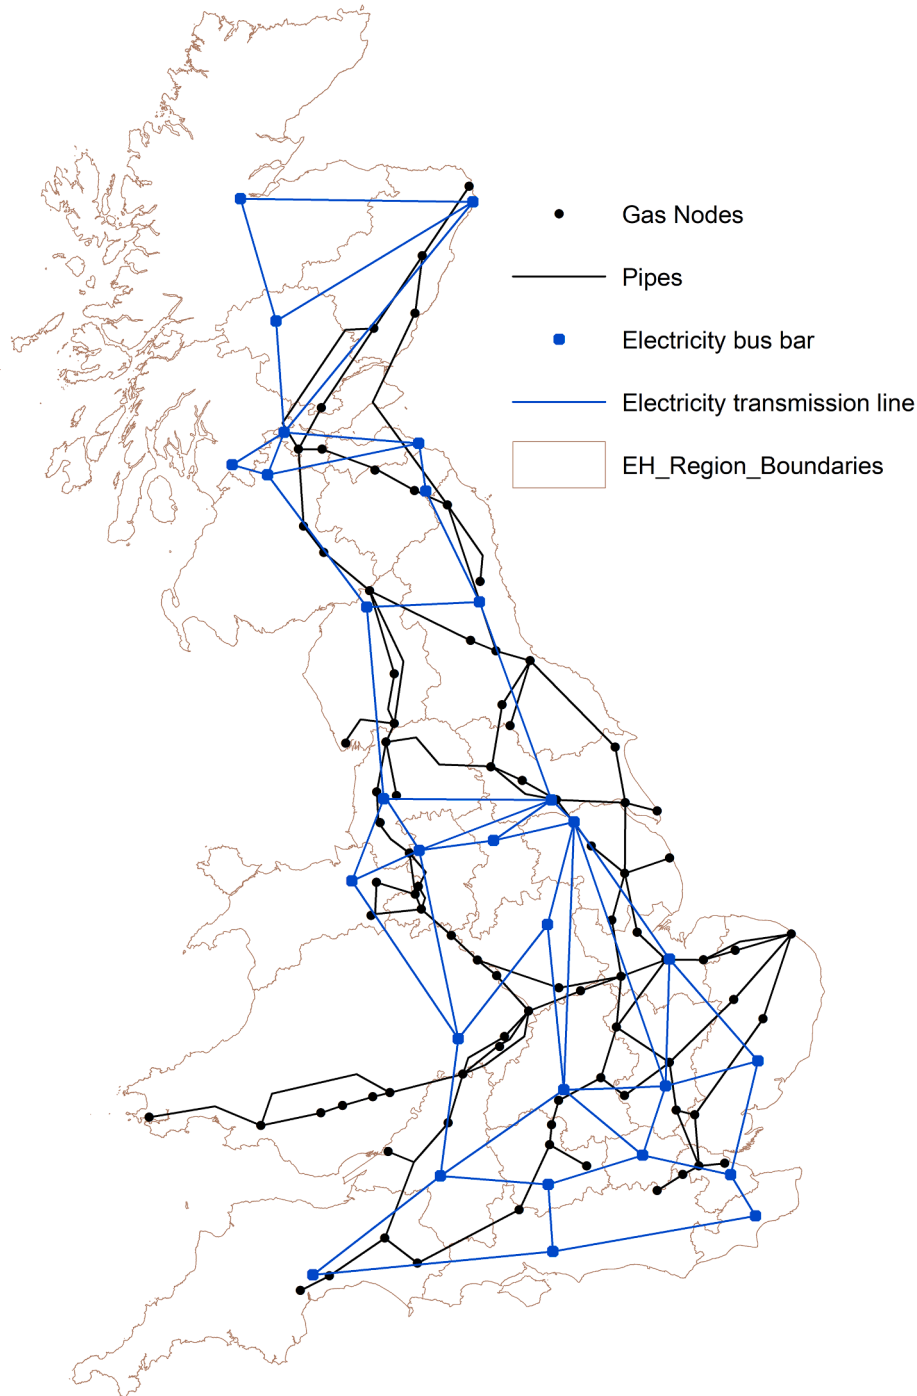 Gas Nodes
Pipes
Electricity bus bar
Electricity transmission line
EH_Region_Boundaries